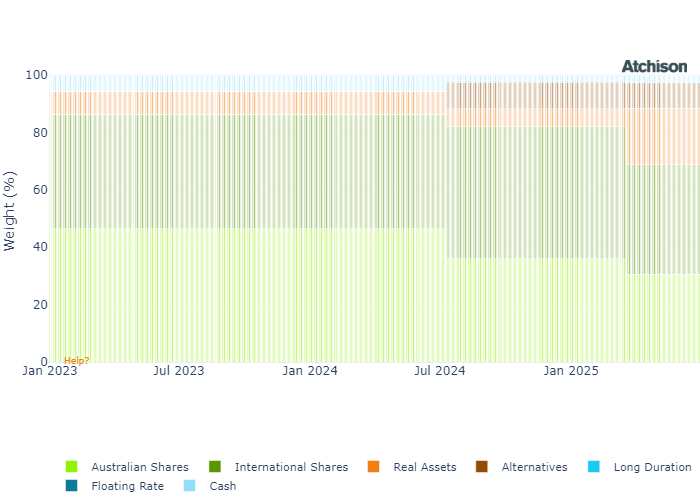 Atchison
100
80
60
40
20
0
Weight (%)
Help?
Jan 2023 Jul 2023 Jan 2024 Jul 2024 Jan 2025
Australian Shares International Shares Real Assets Alternatives Long Duration
Floating Rate Cash